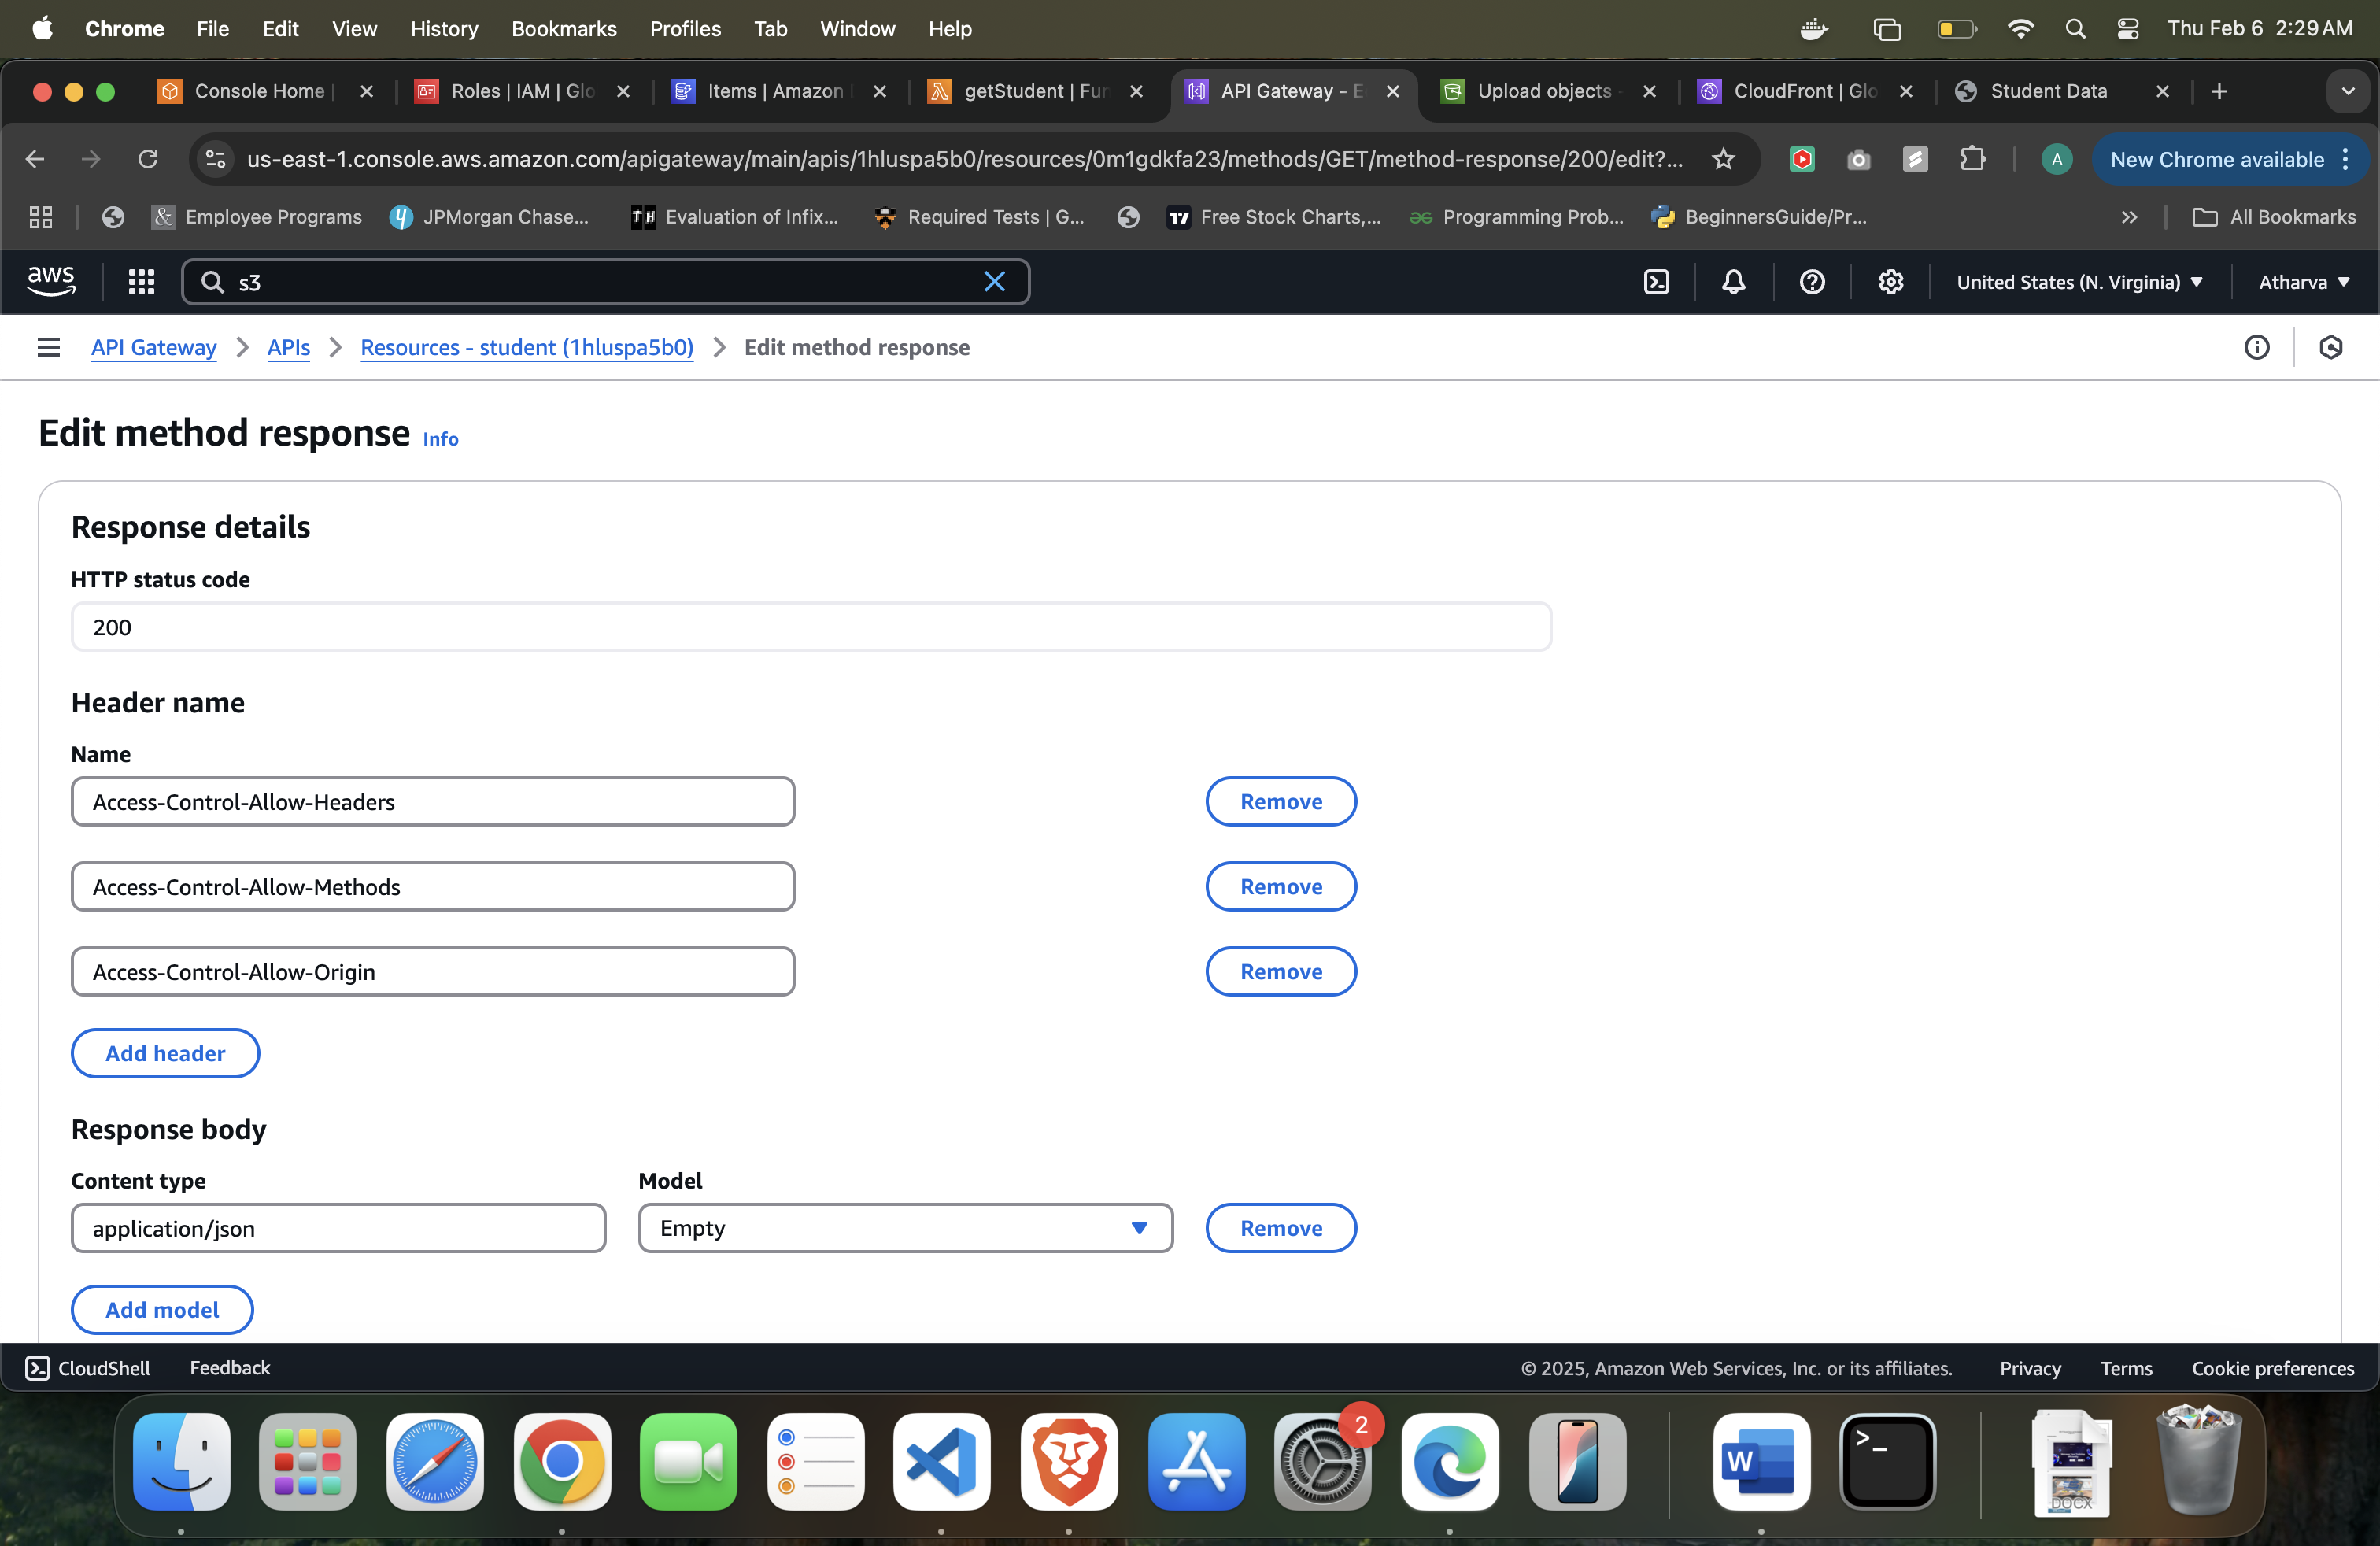 Chrome File Edit View History Bookmarks Profiles Tab Window Help Thu Feb 6 2:29 AM
Console Home | Roles | IAM | Glo Items | Amazon getStudent | Fur API Gateway - E Upload objects CloudFront | Glo Student Data
us-east-1.console.aws.amazon.com/apigateway/main/apis/1hluspa5b0/resources/0m1gdkfa23/methods/GET/method-response/200/edit?... A New Chrome available
Employee Programs JPMorgan Chase... Evaluation of Infix... Required Tests | G... Free Stock Charts,... Programming Prob... BeginnersGuide/Pr... All Bookmarks
aws s3 United States (N. Virginia) Atharva
API Gateway APIs Resources - student (1hluspa5b0) Edit method response
Edit method response Info
Response details
HTTP status code
200
Header name
Name
Access-Control-Allow-Headers Remove
Access-Control-Allow-Methods Remove
Access-Control-Allow-Origin Remove
Add header
Response body
Content type Model
application/json Empty Remove
Add model
CloudShell Feedback © 2025, Amazon Web Services, Inc. or its affiliates. Privacy Terms Cookie preferences
2
W
DOCX